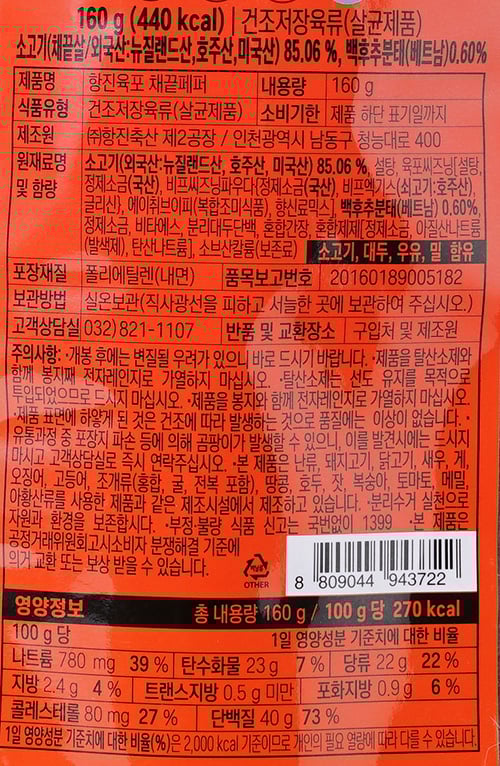 160 g (440 kcal) | 건조저장육류(살균제품)
소고기(채끝살/외국산:뉴질랜드산,호주산,미국산) 85.06 %, 백후추분태(베트남)0.60%
제품명 항진육포 채끝페퍼 내용량 160 g
식품유형 건조저장육류(살균제품) 소비기한 제품 하단 표기일까지
제조원 ㈜항진축산 제2공장 / 인천광역시 남동구 청능대로 400
원재료명 소고기(외국산:뉴질랜드산, 호주산, 미국산) 85.06 %, 설탕, 육포씨즈닝[설탕,
및 함량 정제소금(국산), 비프씨즈닝파우다{정제소금(국산), 비프엑기스(소고기:호주산),
글리신}, 에이취브이피(복합조미식품), 향신료믹스], 백후추분태(베트남) 0.60%,
정제소금, 비타에스, 분리대두단백, 혼합간장, 혼합제제[정제소금, 아질산나트륨
(발색제), 탄산나트륨], 소브산칼륨(보존료) 소고기, 대두, 우유, 밀 함유
포장재질 폴리에틸렌(내면) 품목보고번호 20160189005182
보관방법 실온보관(직사광선을 피하고 서늘한 곳에 보관하여 주십시오.)
고객상담실 032) 821-1107 반품 및 교환장소 구입처 및 제조원
주의사항: ·개봉 후에는 변질될 우려가 있으니 바로 드시기 바랍니다. ·제품을 탈산소제와
함께 봉지째 전자레인지로 가열하지 마십시오. ·탈산소제는 선도 유지를 목적으로
투입되었으므로 드시지 마십시오. ·제품을 봉지와 함께 전자레인지로 가열하지 마십시오.
·제품 표면에 하얗게 된 것은 건조에 따라 발생하는 것으로 품질에는 이상이 없습니다. ·
유통과정 중 포장지 파손 등에 의해 곰팡이가 발생할 수 있으니, 이를 발견시에는 드시지
마시고 고객상담실로 즉시 연락주십시오. ·본 제품은 난류, 돼지고기, 닭고기, 새우, 게,
오징어, 고등어, 조개류(홍합, 굴, 전복 포함), 땅콩, 호두, 잣, 복숭아, 토마토, 메밀,
아황산류를 사용한 제품과 같은 제조시설에서 제조하고 있습니다. ·분리수거 실천으로
자원과 환경을 보존합시다. ·부정·불량 식품 신고는 국번없이 1399 ·본 제품은
공정거래위원회고시소비자 분쟁해결 기준에
의거 교환 또는 보상 받을 수 있습니다.
OTHER
8 809044 943722
영양정보 총 내용량 160 g / 100 g 당 270 kcal
100 g 당 1일 영양성분 기준치에 대한 비율
나트륨 780 mg 39 % 탄수화물 23 g 7 % 당류 22 g 22 %
지방 2.4 g 4 % 트랜스지방 0.5 g 미만 포화지방 0.9 g 6 %
콜레스테롤 80 mg 27 % 단백질 40 g 73 %
1일 영양성분 기준치에 대한 비율(%)은 2,000 kcal 기준이므로 개인의 필요 열량에 따라 다를 수 있습니다.